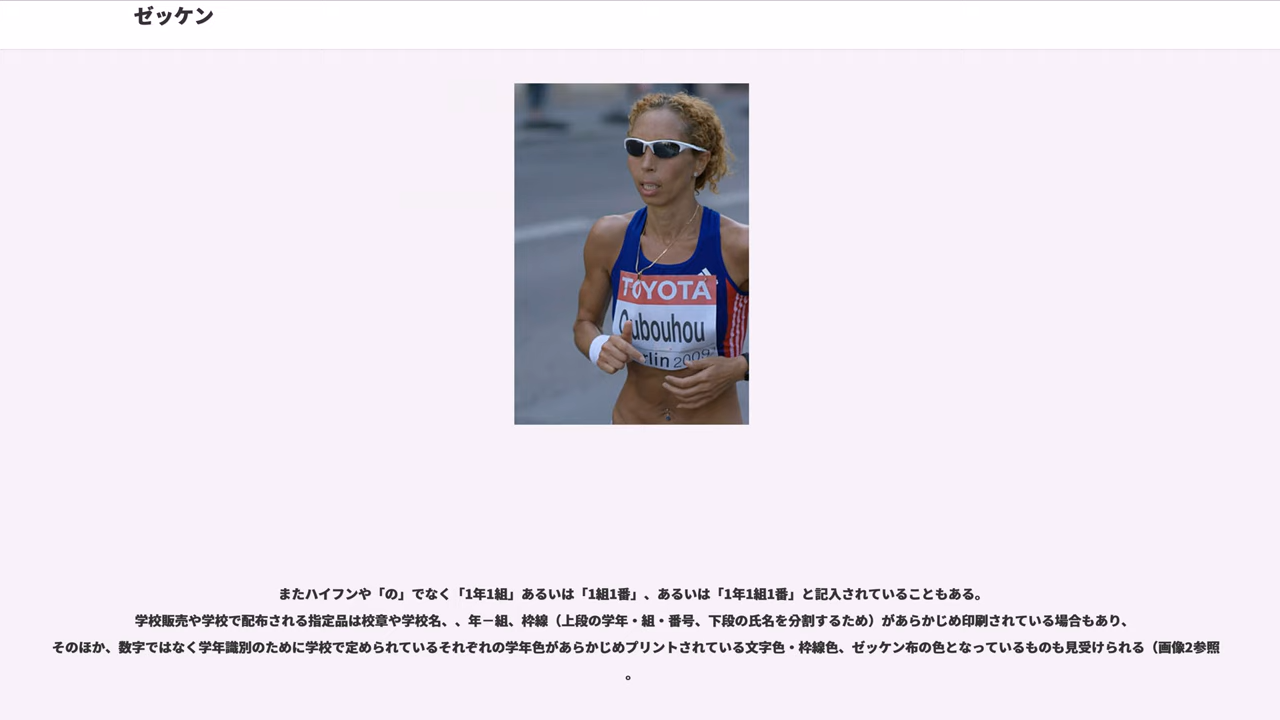 ゼッケン
TOYOTA
Oubouhou
rlin 2009
またハイフンや「の」でなく「1年1組」あるいは「1組1番」、あるいは「1年1組1番」と記入されていることもある。
学校販売や学校で配布される指定品は校章や学校名、、年－組、枠線（上段の学年・組・番号、下段の氏名を分割するため）があらかじめ印刷されている場合もあり、
そのほか、数字ではなく学年識別のために学校で定められているそれぞれの学年色があらかじめプリントされている文字色・枠線色、ゼッケン布の色となっているものも見受けられる（画像2参照
。